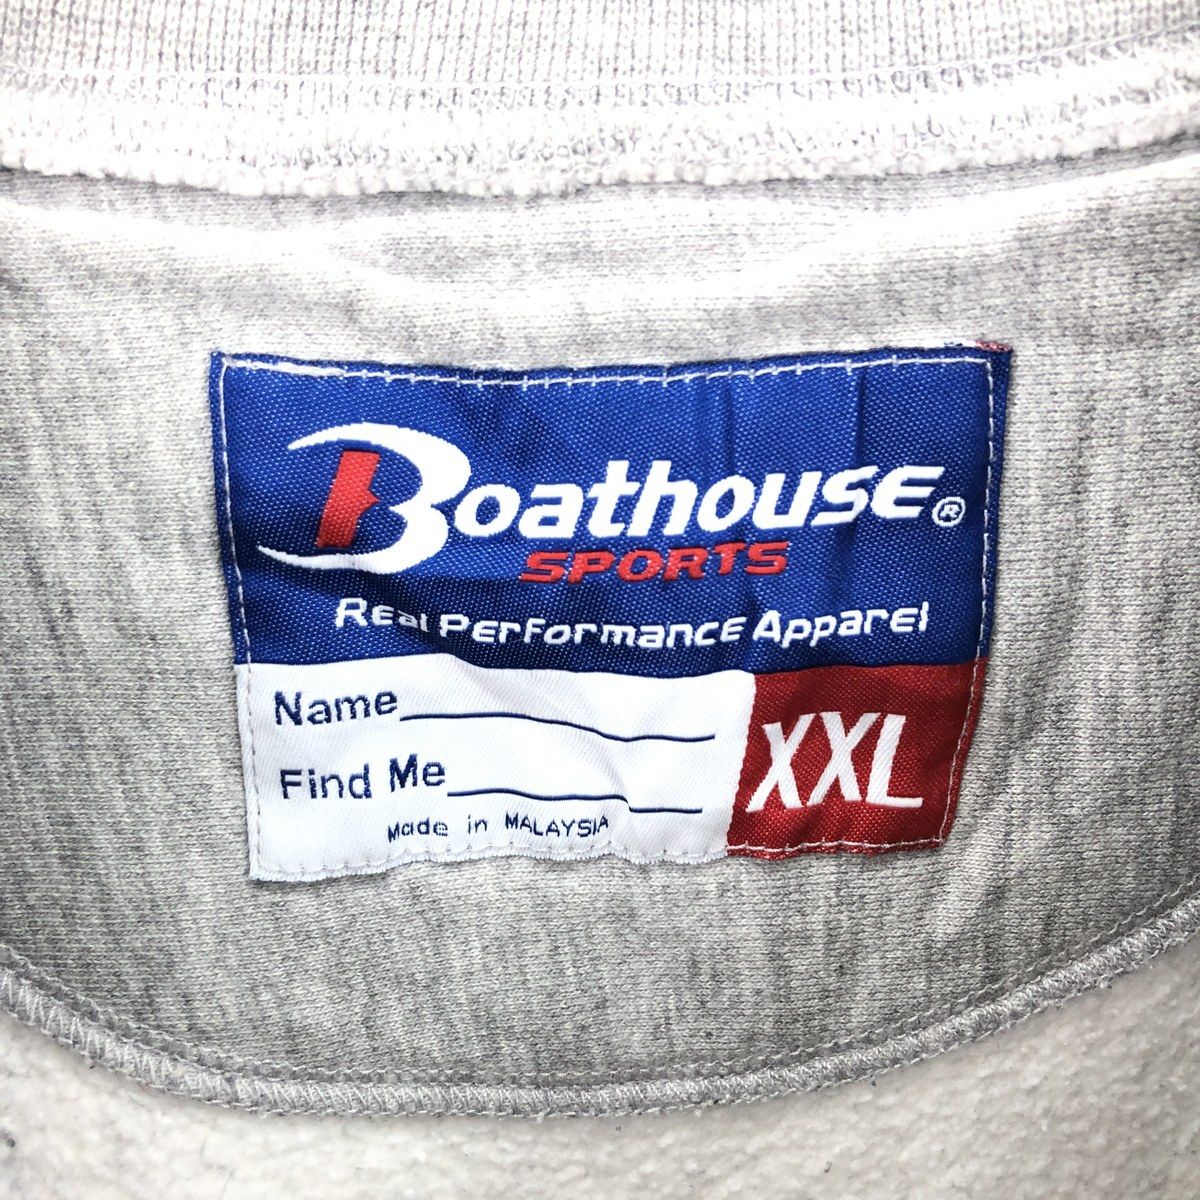 Boathouse®
SPORTS
Real Performance Apparel
Name
Find Me
Made in MALAYSIA
XXL